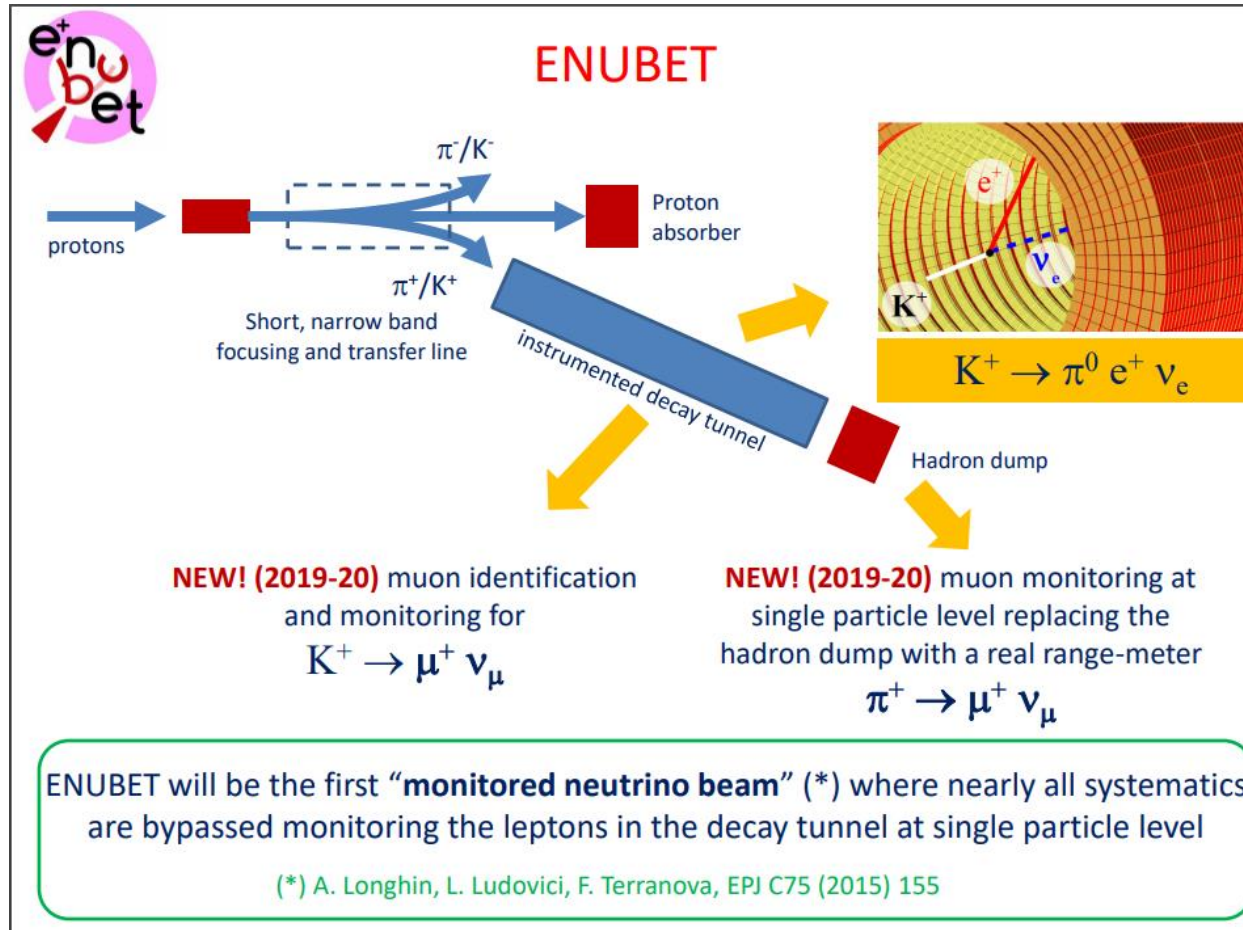 e⁺nubet
ENUBET
π⁻/K⁻
protons
Proton
absorber
π⁺/K⁺
Short, narrow band
focusing and transfer line
instrumented decay tunnel
Hadron dump
e⁺
νₑ
K⁺
K⁺ → π⁰ e⁺ νₑ
NEW! (2019-20) muon identification
and monitoring for
K⁺ → μ⁺ ν_μ
NEW! (2019-20) muon monitoring at
single particle level replacing the
hadron dump with a real range-meter
π⁺ → μ⁺ ν_μ
ENUBET will be the first “monitored neutrino beam” (*) where nearly all systematics
are bypassed monitoring the leptons in the decay tunnel at single particle level
(*) A. Longhin, L. Ludovici, F. Terranova, EPJ C75 (2015) 155